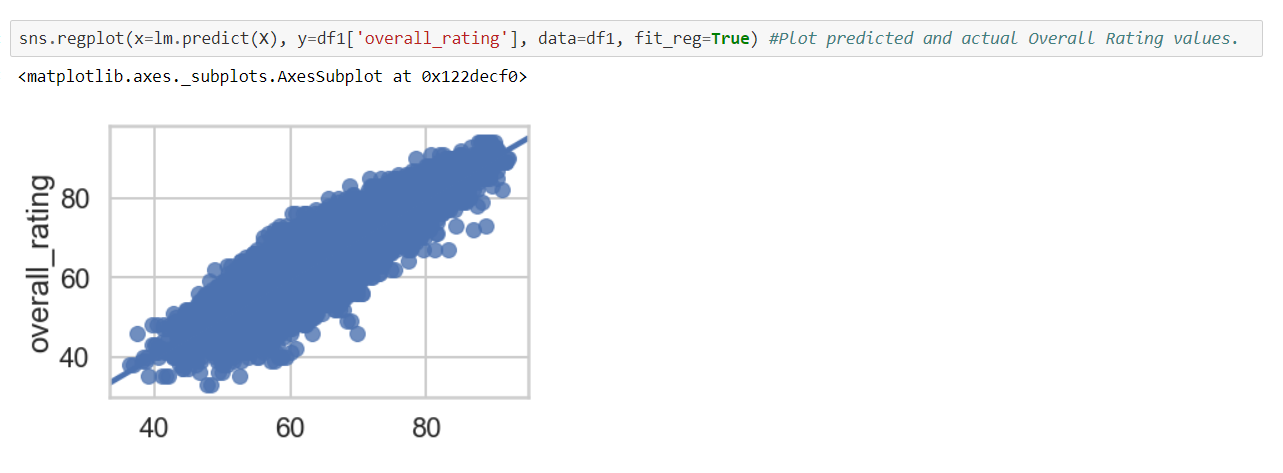 sns.regplot(x=lm.predict(X), y=df1['overall_rating'], data=df1, fit_reg=True) #Plot predicted and actual Overall Rating values.
<matplotlib.axes._subplots.AxesSubplot at 0x122decf0>
overall_rating
80
60
40
40 60 80